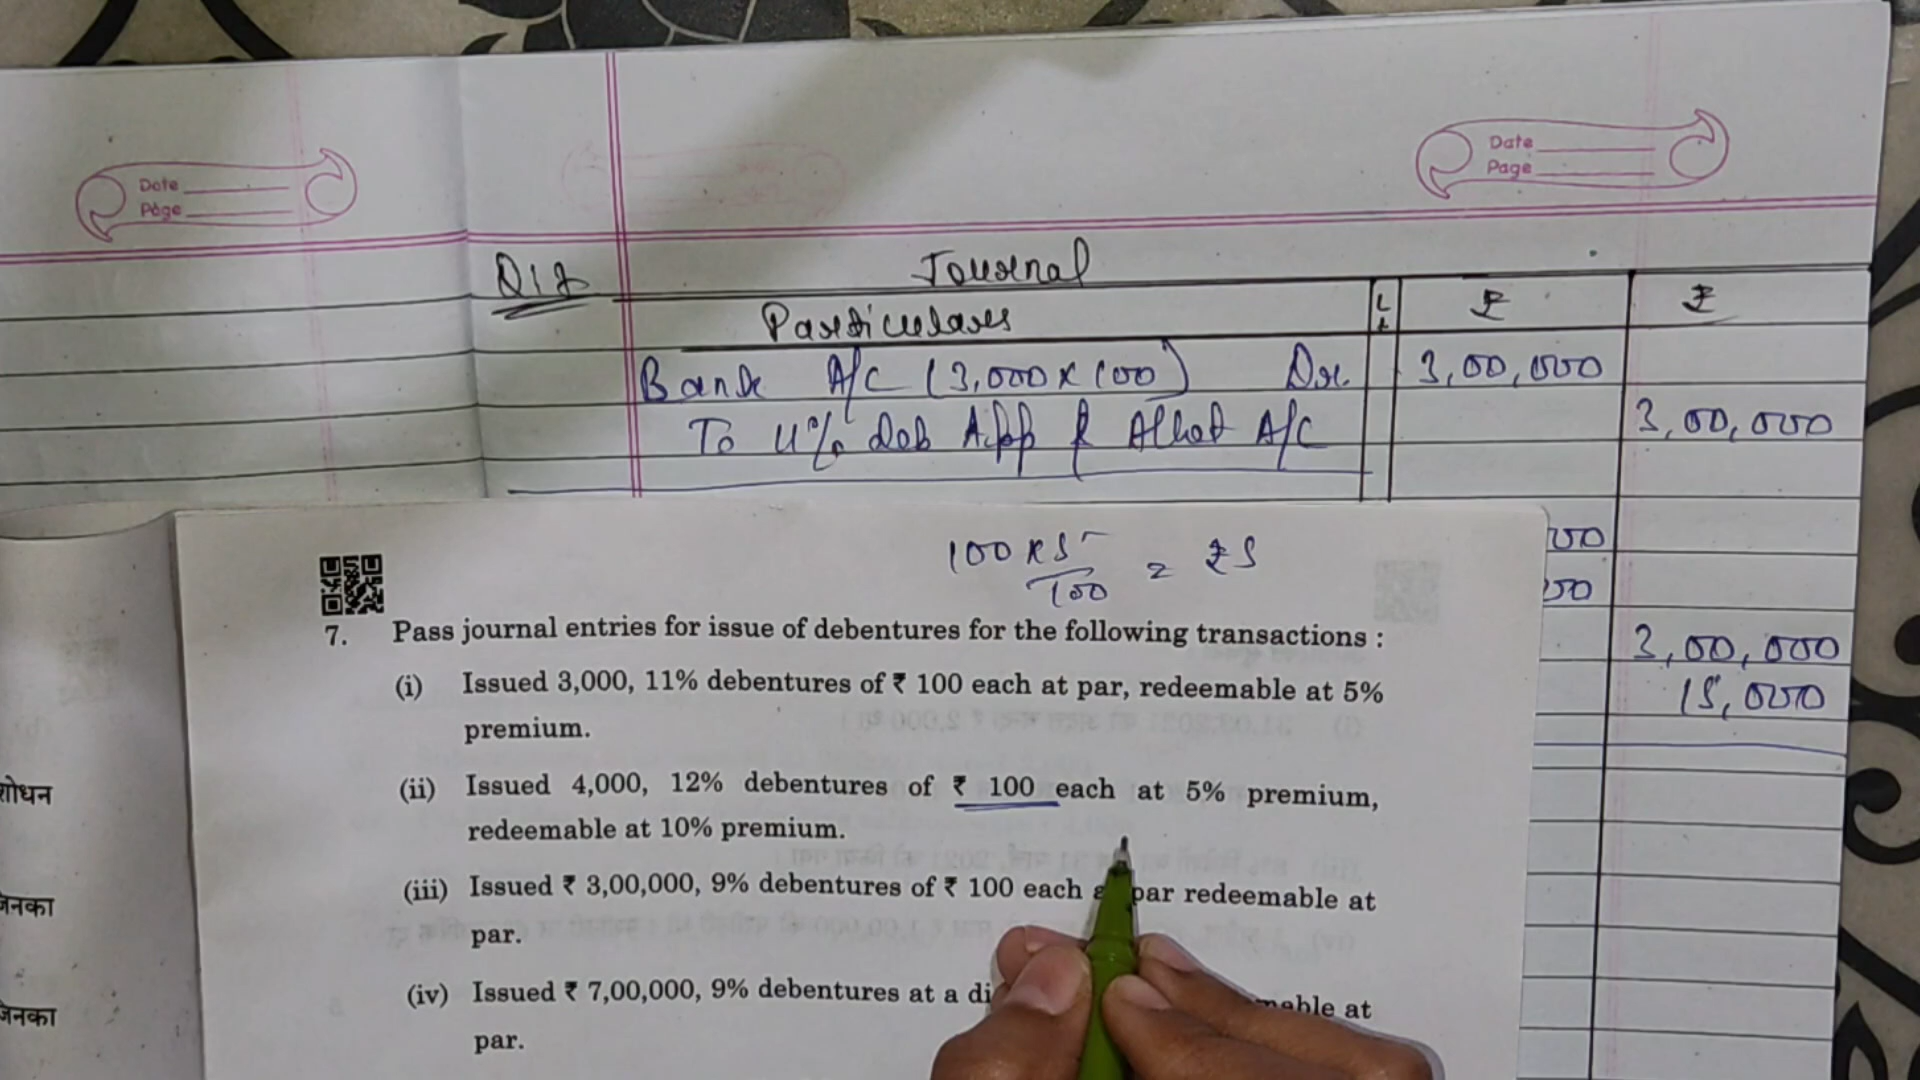 Date
Page
Date
Page
Journal
Particulars
₹
₹
Bank A/C (3,000 x 100) Dr.
3,00,000
To 11% deb App & Allot A/C
3,00,000
100 x 5
100
= ₹5
00
00
3,00,000
15,000
7. Pass journal entries for issue of debentures for the following transactions :
(i) Issued 3,000, 11% debentures of ₹ 100 each at par, redeemable at 5%
premium.
(ii) Issued 4,000, 12% debentures of ₹ 100 each at 5% premium,
redeemable at 10% premium.
(iii) Issued ₹ 3,00,000, 9% debentures of ₹ 100 each par redeemable at
par.
(iv) Issued ₹ 7,00,000, 9% debentures at a di able at
par.
शोधन
जनका
जनका